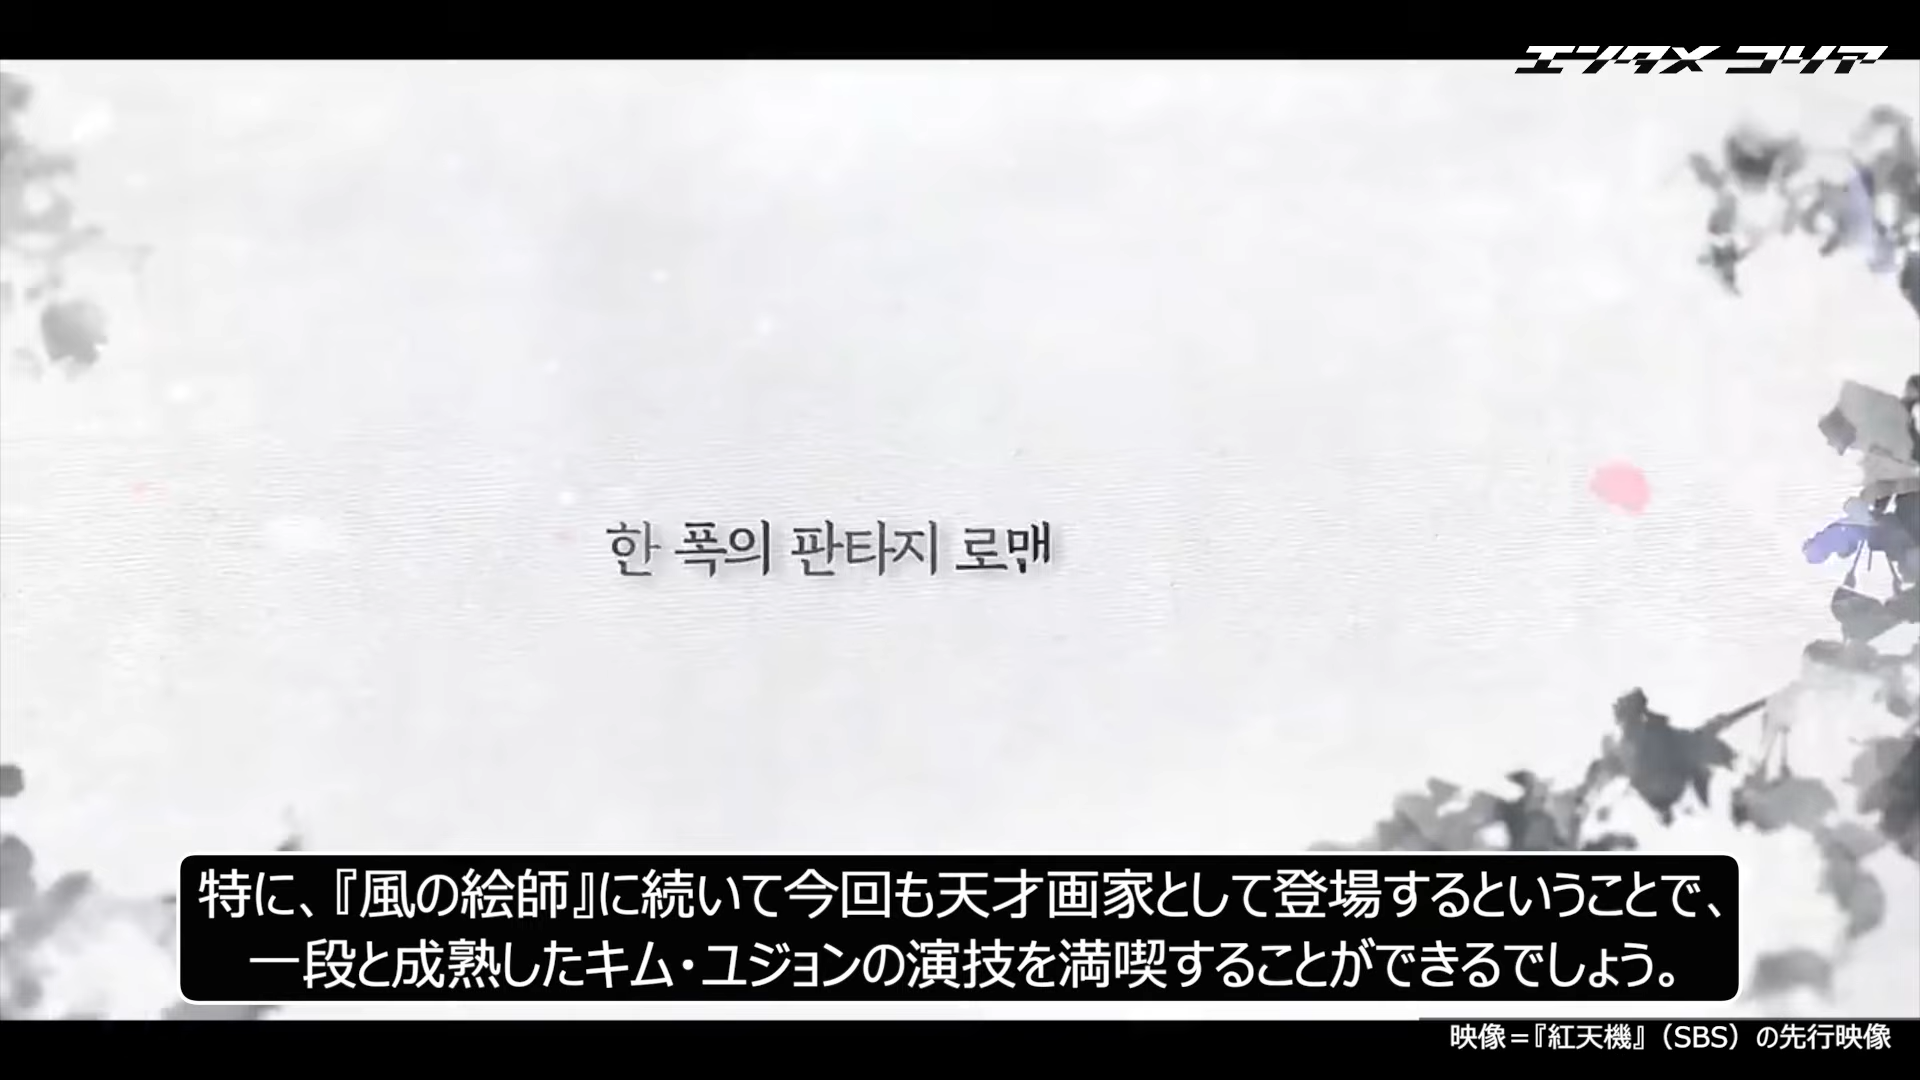 エンタメ コリア
한 폭의 판타지 로맨
特に、『風の絵師』に続いて今回も天才画家として登場するということで、
一段と成熟したキム・ユジョンの演技を満喫することができるでしょう。
映像＝『紅天機』（SBS）の先行映像